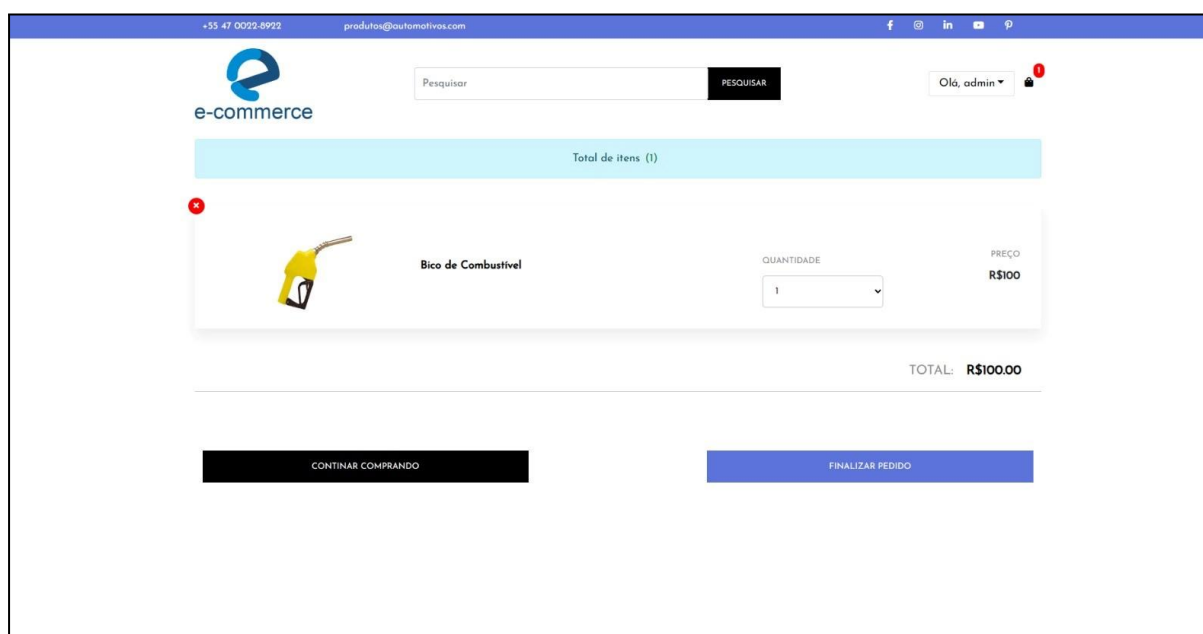 +55 47 0022-8922 produtos@automotivos.com
e-commerce
Pesquisar PESQUISAR Olá, admin 1
Total de itens (1)
Bico de Combustível
QUANTIDADE
1
PREÇO
R$100
TOTAL: R$100.00
CONTINAR COMPRANDO FINALIZAR PEDIDO